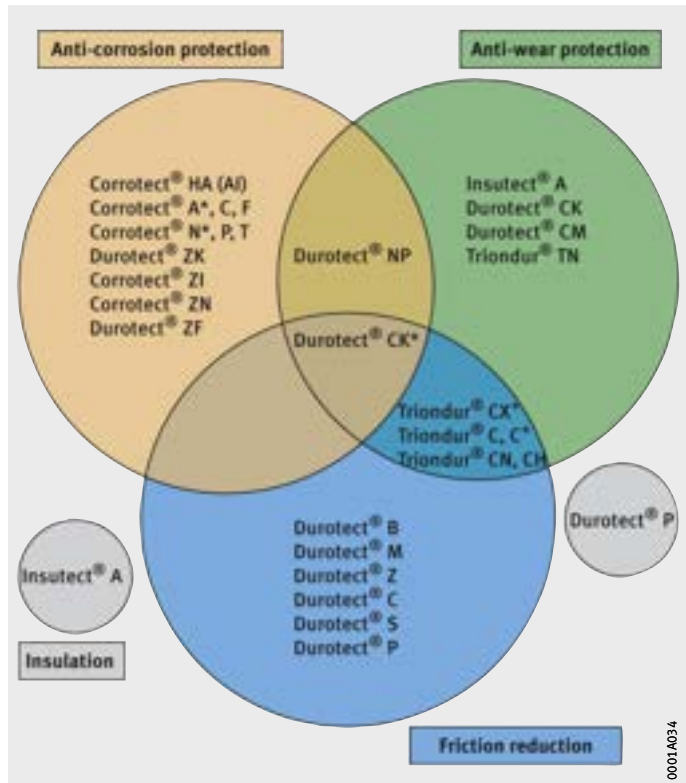 Anti-corrosion protection
Anti-wear protection
Corrotect® HA (Al)
Corrotect® A*, C, F
Corrotect® N*, P, T
Durotect® ZK
Corrotect® ZI
Corrotect® ZN
Durotect® ZF
Durotect® NP
Insutect® A
Durotect® CK
Durotect® CM
Triondur® TN
Durotect® CK*
Triondur® CX*
Triondur® C, C*
Triondur® CN, CH
Durotect® P
Insutect® A
Insulation
Durotect® B
Durotect® M
Durotect® Z
Durotect® C
Durotect® S
Durotect® P
Friction reduction
0001A034